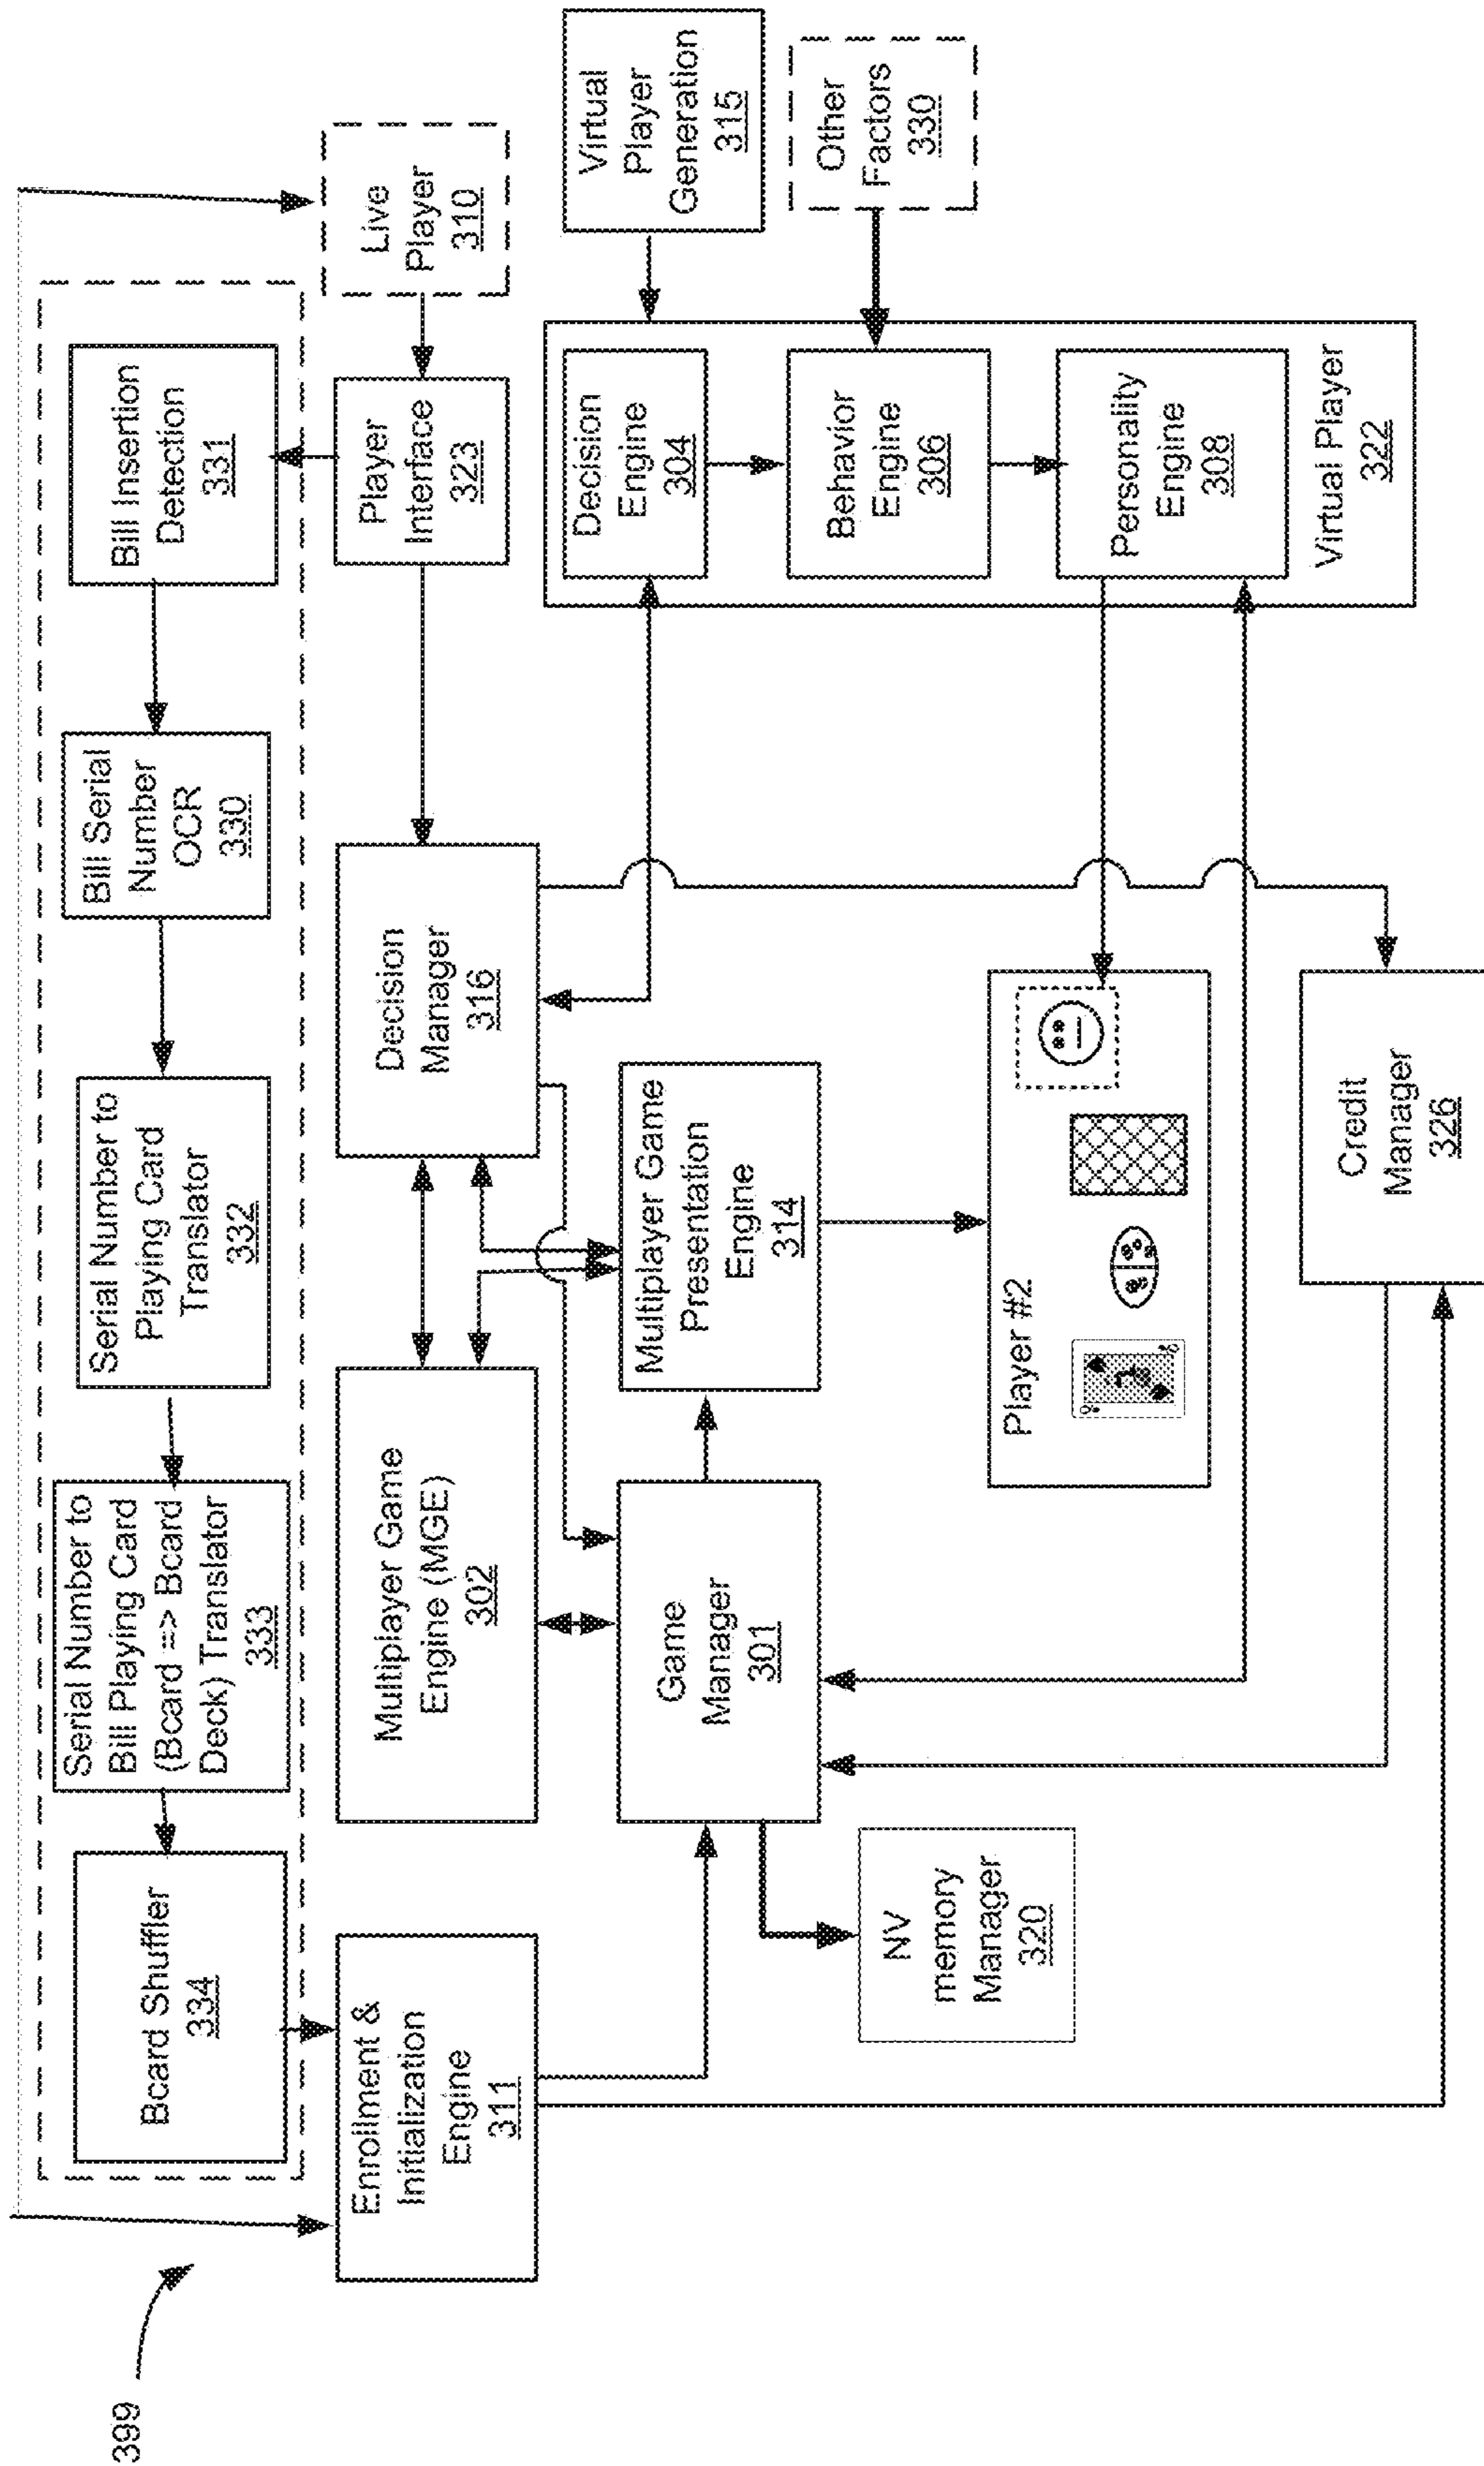 399
Bcard Shuffler
334
Serial Number to
Bill Playing Card
(Bcard => Bcard
Deck) Translator
333
Serial Number to
Playing Card
Translator
332
Bill Serial
Number
OCR
330
Bill Insertion
Detection
331
Enrollment &
Initialization
Engine
311
Multiplayer Game
Engine (MGE)
302
Decision
Manager
316
Player
Interface
323
Live
Player
310
Game
Manager
301
Multiplayer Game
Presentation
Engine
314
Decision
Engine
304
Behavior
Engine
306
Personality
Engine
308
Virtual Player
322
Virtual
Player
Generation
315
Other
Factors
330
NV
memory
Manager
320
Player #2
Q
Credit
Manager
326